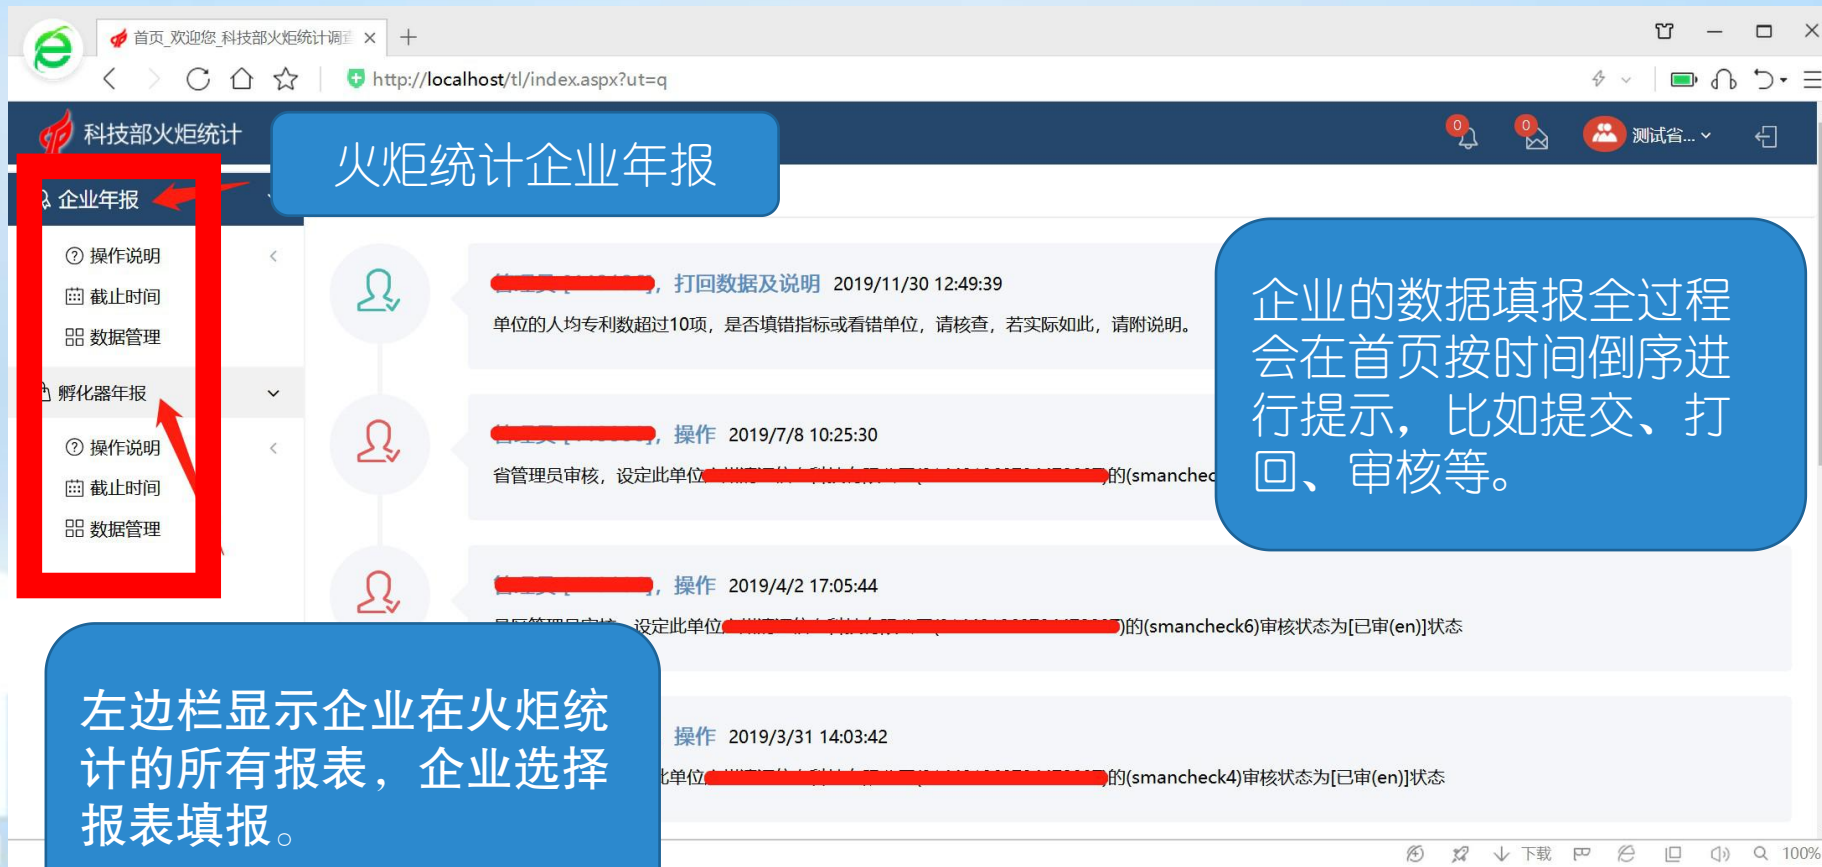 首页_欢迎您_科技部火炬统计调查
http://localhost/tl/index.aspx?ut=q
科技部火炬统计
火炬统计企业年报
0
0
测试省...
企业年报
操作说明
截止时间
数据管理
孵化器年报
操作说明
截止时间
数据管理
，打回数据及说明 2019/11/30 12:49:39
单位的人均专利数超过10项，是否填错指标或看错单位，请核查，若实际如此，请附说明。
，操作 2019/7/8 10:25:30
省管理员审核，设定此单位 的(smanchec
，操作 2019/4/2 17:05:44
设定此单位 )的(smancheck6)审核状态为[已审(en)]状态
操作 2019/3/31 14:03:42
单位 的(smancheck4)审核状态为[已审(en)]状态
企业的数据填报全过程
会在首页按时间倒序进
行提示，比如提交、打
回、审核等。
左边栏显示企业在火炬统
计的所有报表，企业选择
报表填报。
下载
100%